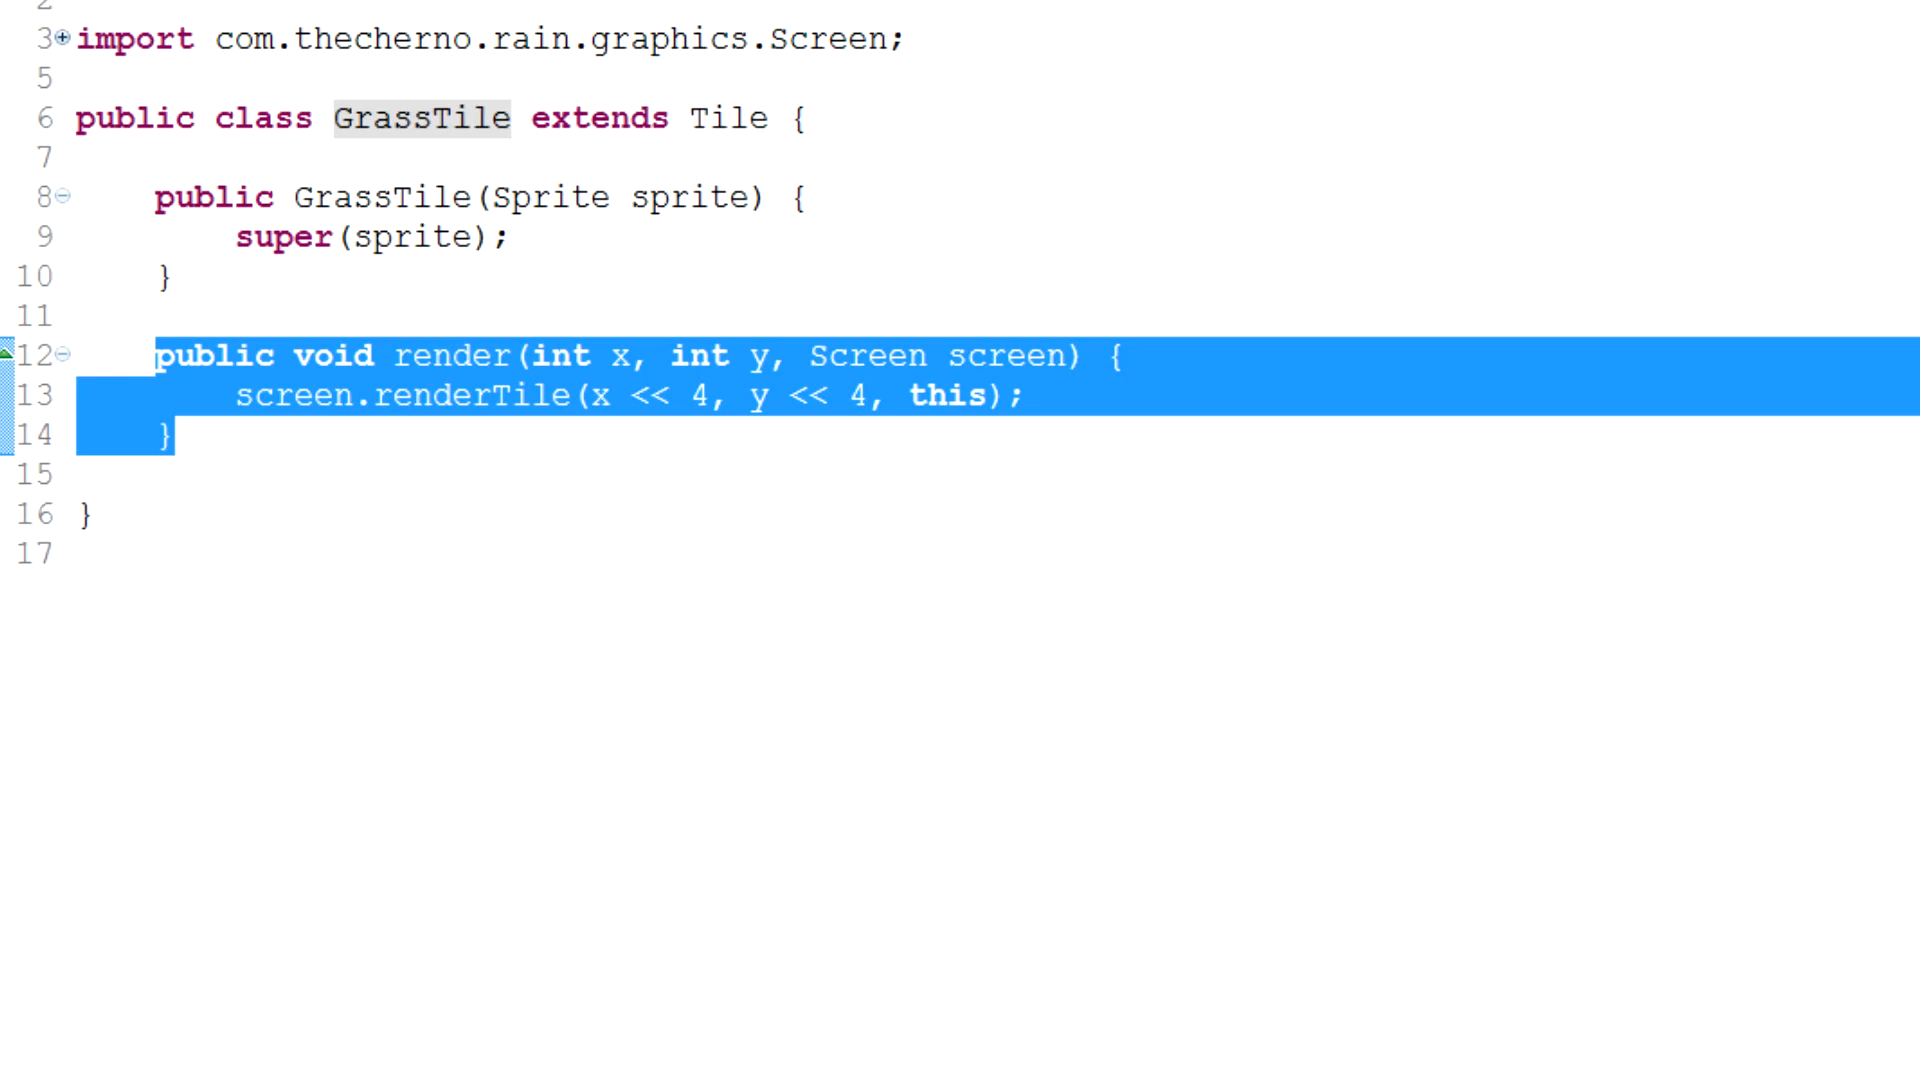 2
3 import com.thecherno.rain.graphics.Screen;
5
6 public class GrassTile extends Tile {
7
8 public GrassTile(Sprite sprite) {
9 super(sprite);
10 }
11
12 public void render(int x, int y, Screen screen) {
13 screen.renderTile(x << 4, y << 4, this);
14 }
15
16 }
17